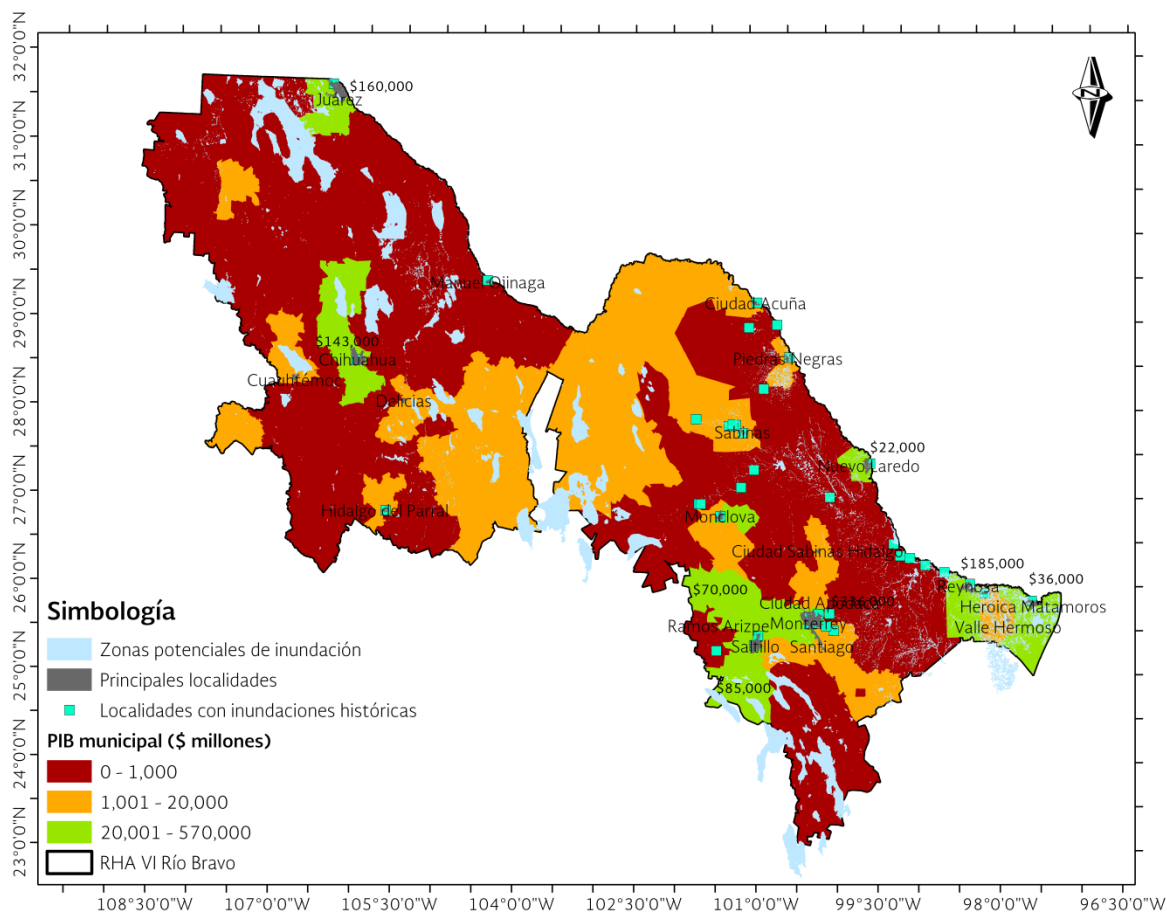 32°0'0"N
31°0'0"N
30°0'0"N
29°0'0"N
28°0'0"N
27°0'0"N
26°0'0"N
25°0'0"N
24°0'0"N
23°0'0"N
N
$160,000
Juárez
Manuel Ojinaga
Ciudad Acuña
$143,000
Chihuahua
Piedras Negras
Cuauhtémoc
Delicias
Sabinas
$22,000
Nuevo Laredo
Hidalgo del Parral
Monclova
Ciudad Sabinas Hidalgo
$185,000
Reynosa
$36,000
$70,000
Ciudad Apodaca
Heroica Matamoros
Ramos Arizpe
Monterrey
Valle Hermoso
Saltillo
Santiago
$85,000
Simbología
Zonas potenciales de inundación
Principales localidades
Localidades con inundaciones históricas
PIB municipal ($ millones)
0 - 1,000
1,001 - 20,000
20,001 - 570,000
RHA VI Río Bravo
108°30'0"W
107°0'0"W
105°30'0"W
104°0'0"W
102°30'0"W
101°0'0"W
99°30'0"W
98°0'0"W
96°30'0"W